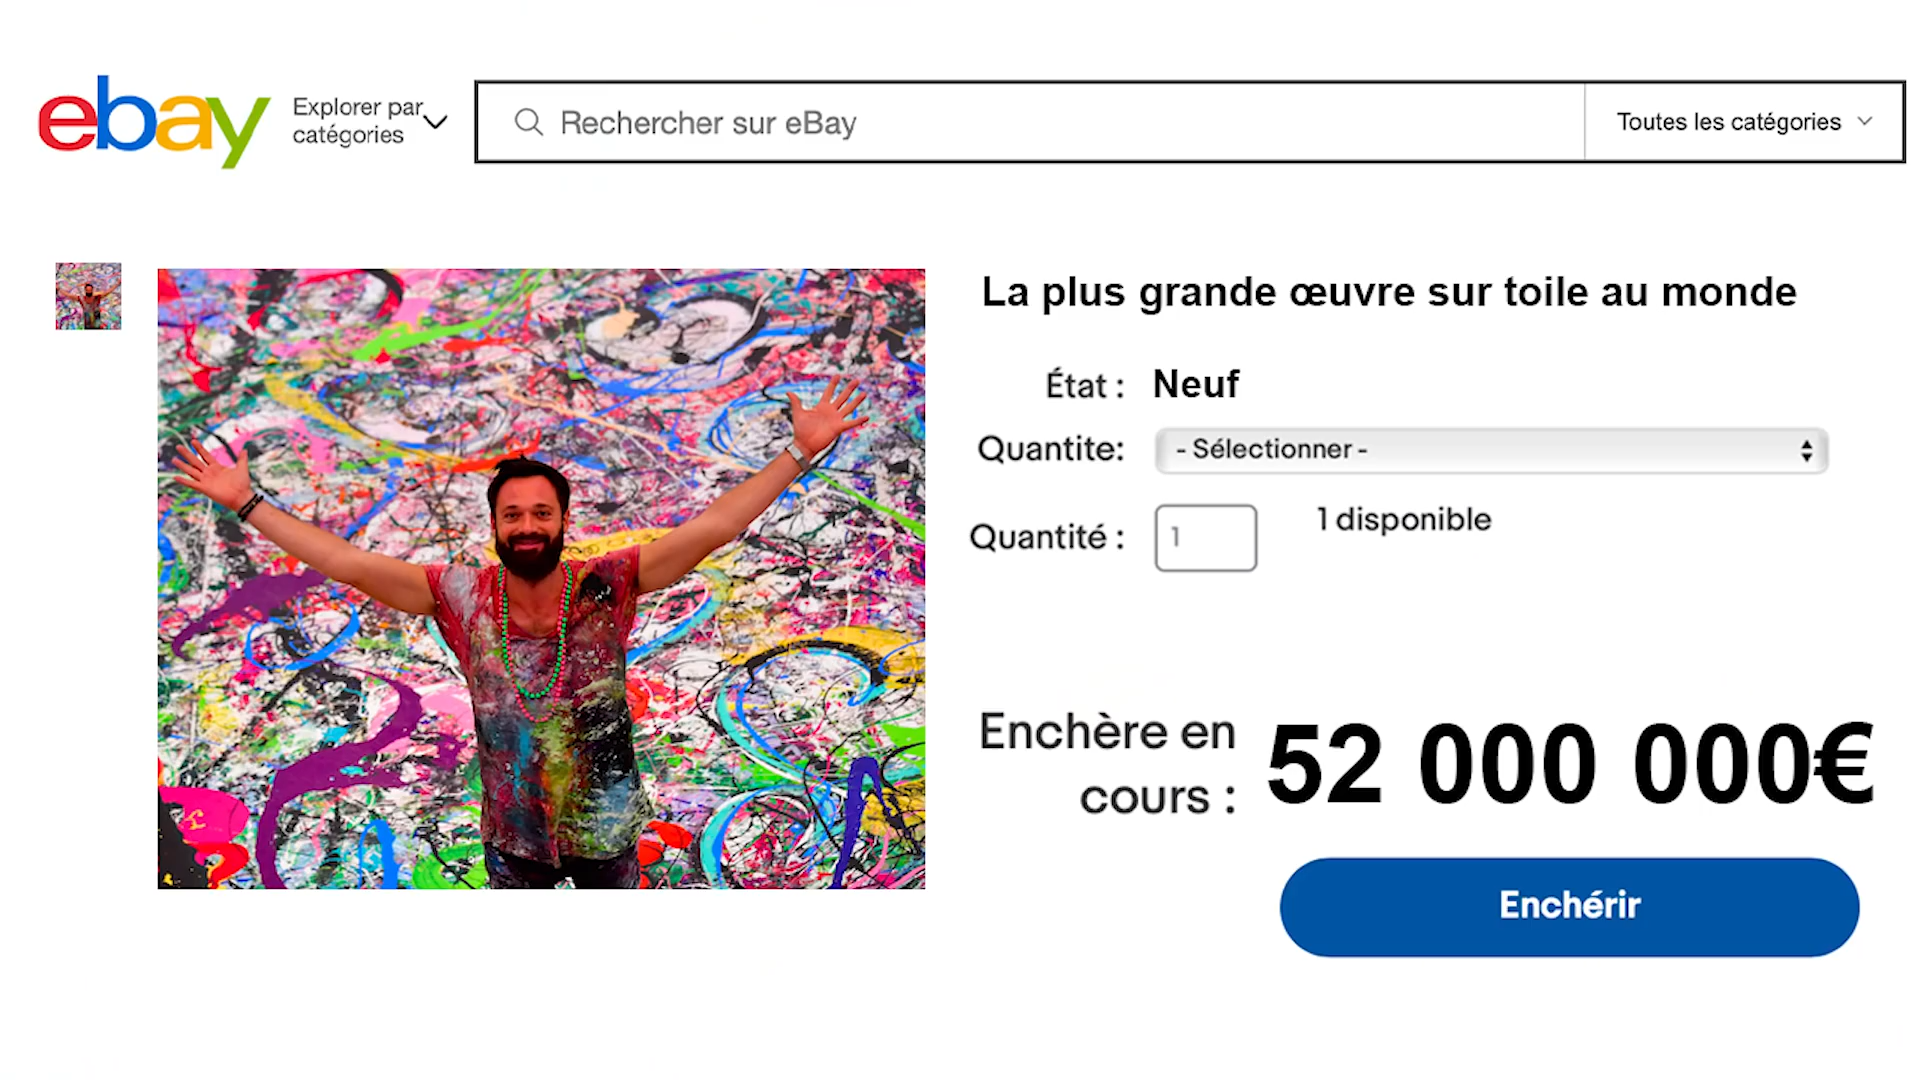 ebay
Explorer par
catégories
Rechercher sur eBay
Toutes les catégories
La plus grande œuvre sur toile au monde
État : Neuf
Quantite: - Sélectionner -
Quantité : 1 1 disponible
Enchère en
cours : 52 000 000€
Enchérir